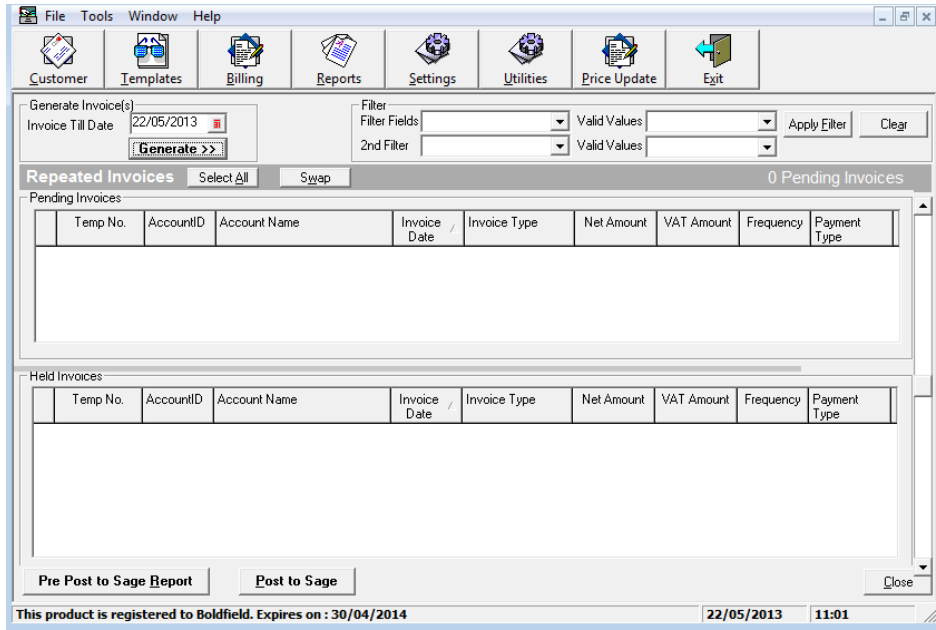 File Tools Window Help
Customer Templates Billing Reports Settings Utilities Price Update Exit
Generate Invoice(s)
Invoice Till Date 22/05/2013
Generate >>
Filter
Filter Fields Valid Values Apply Filter Clear
2nd Filter Valid Values
Repeated Invoices Select All Swap 0 Pending Invoices
Pending Invoices
Temp No. AccountID Account Name Invoice Date Invoice Type Net Amount VAT Amount Frequency Payment Type
Held Invoices
Temp No. AccountID Account Name Invoice Date Invoice Type Net Amount VAT Amount Frequency Payment Type
Pre Post to Sage Report Post to Sage Close
This product is registered to Boldfield. Expires on : 30/04/2014 22/05/2013 11:01